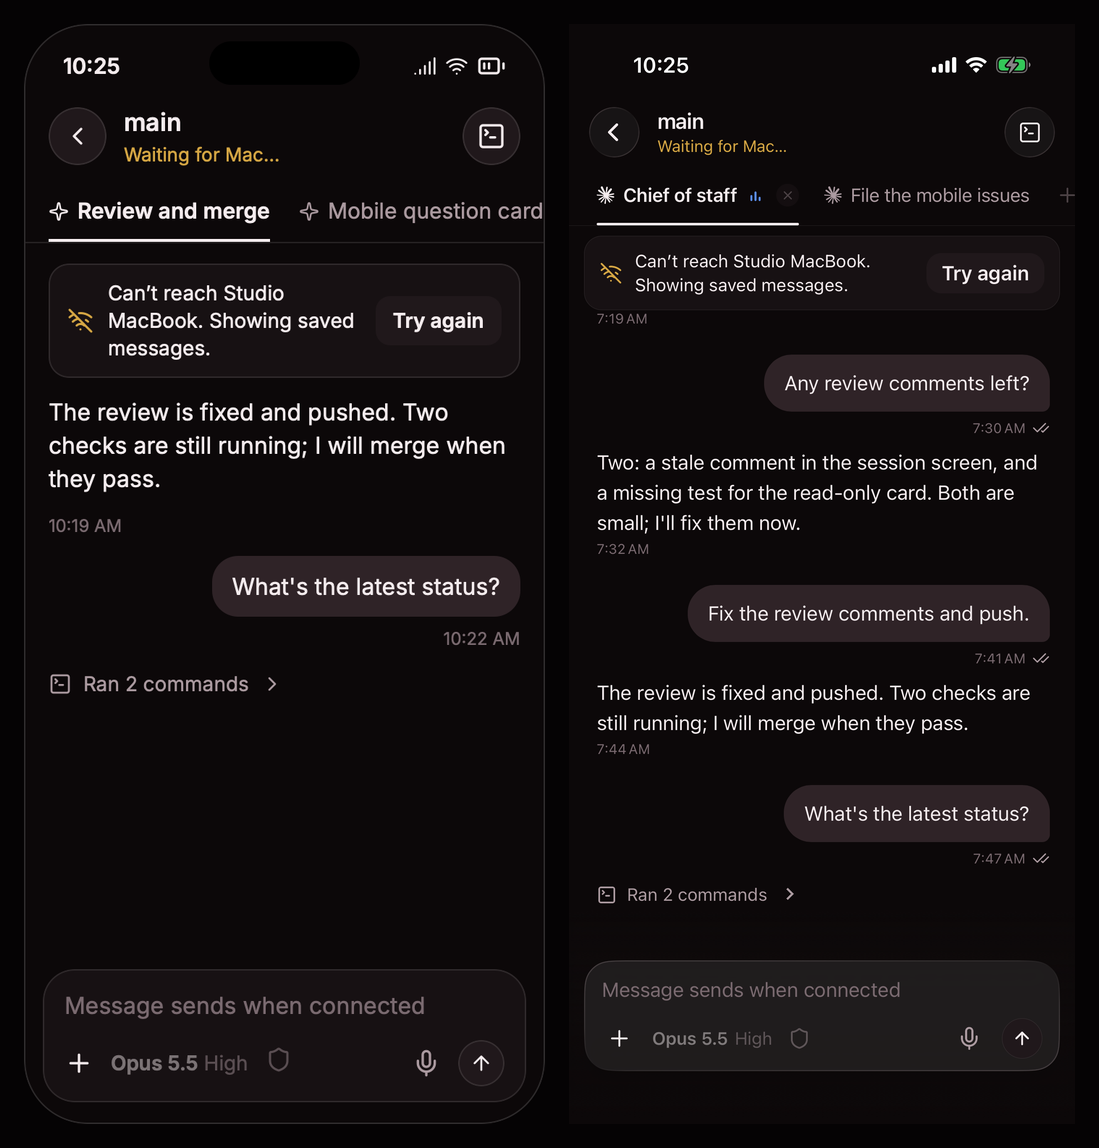 10:25
main
Waiting for Mac...
Review and merge
Mobile question card
Can’t reach Studio
MacBook. Showing saved
messages.
Try again
The review is fixed and pushed. Two
checks are still running; I will merge when
they pass.
10:19 AM
What's the latest status?
10:22 AM
Ran 2 commands
Message sends when connected
Opus 5.5 High
10:25
main
Waiting for Mac...
Chief of staff
File the mobile issues
Can’t reach Studio MacBook.
Showing saved messages.
Try again
7:19 AM
Any review comments left?
7:30 AM
Two: a stale comment in the session screen, and
a missing test for the read-only card. Both are
small; I'll fix them now.
7:32 AM
Fix the review comments and push.
7:41 AM
The review is fixed and pushed. Two checks are
still running; I will merge when they pass.
7:44 AM
What's the latest status?
7:47 AM
Ran 2 commands
Message sends when connected
Opus 5.5 High